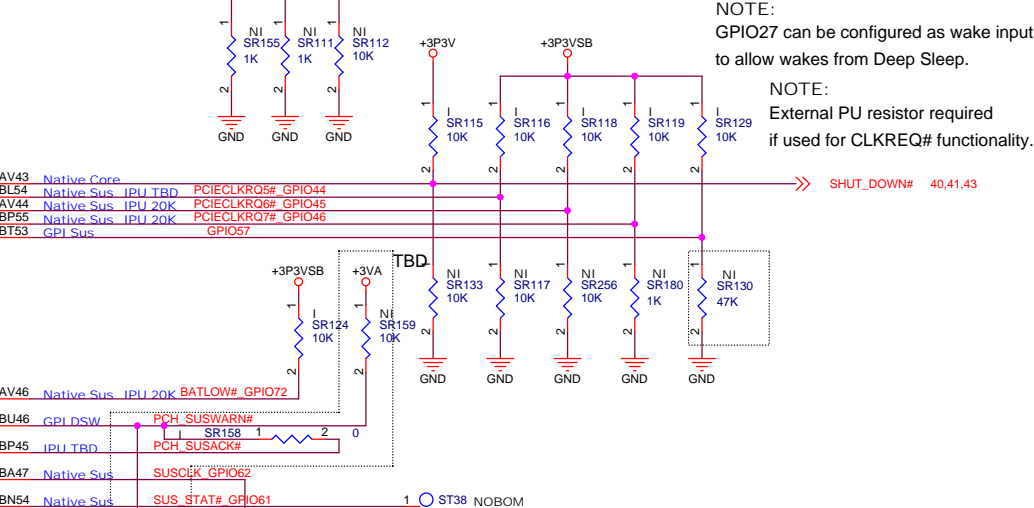 NOTE:
GPIO27 can be configured as wake input
to allow wakes from Deep Sleep.
NOTE:
External PU resistor required
if used for CLKREQ# functionality.
1 NI SR155 1K 2 GND
1 NI SR111 1K 2 GND
1 NI SR112 10K 2 GND
+3P3V
+3P3VSB
1 I SR115 10K 2
1 I SR116 10K 2
1 I SR118 10K 2
1 I SR119 10K 2
1 I SR129 10K 2
AV43 Native Core
SHUT_DOWN# 40,41,43
BL54 Native Sus IPU TBD PCIECLKRQ5#_GPIO44
AV44 Native Sus IPU 20K PCIECLKRQ6#_GPIO45
BP55 Native Sus IPU 20K PCIECLKRQ7#_GPIO46
BT53 GPI Sus GPIO57
TBD
1 NI SR133 10K 2 GND
1 NI SR117 10K 2 GND
1 NI SR256 10K 2 GND
1 NI SR180 1K 2 GND
1 NI SR130 47K 2 GND
+3P3VSB
+3VA
1 I SR124 10K 2
1 NI SR159 10K 2
AV46 Native Sus IPU 20K BATLOW#_GPIO72
BU46 GPI DSW PCH_SUSWARN#
I SR158 1 2 0
BP45 IPU TBD PCH_SUSACK#
BA47 Native Sus SUSCLK_GPIO62
BN54 Native Sus SUS_STAT#_GPIO61 1 ST38 NOBOM